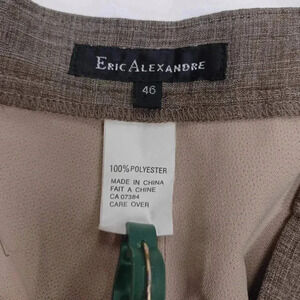 ERIC ALEXANDRE
46
100% POLYESTER
MADE IN CHINA
FAIT A CHINE
CA 07384
CARE OVER